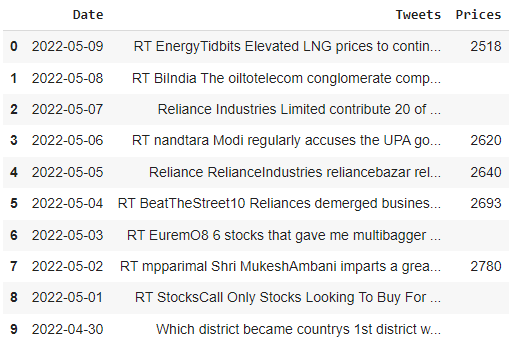 Date Tweets Prices
0 2022-05-09 RT EnergyTidbits Elevated LNG prices to contin... 2518
1 2022-05-08 RT BiIndia The oiltotelecom conglomerate comp...
2 2022-05-07 Reliance Industries Limited contribute 20 of ...
3 2022-05-06 RT nandtara Modi regularly accuses the UPA go... 2620
4 2022-05-05 Reliance RelianceIndustries reliancebazar rel... 2640
5 2022-05-04 RT BeatTheStreet10 Reliances demerged busines... 2693
6 2022-05-03 RT EuremO8 6 stocks that gave me multibagger ...
7 2022-05-02 RT mpparimal Shri MukeshAmbani imparts a grea... 2780
8 2022-05-01 RT StocksCall Only Stocks Looking To Buy For ...
9 2022-04-30 Which district became countrys 1st district w...